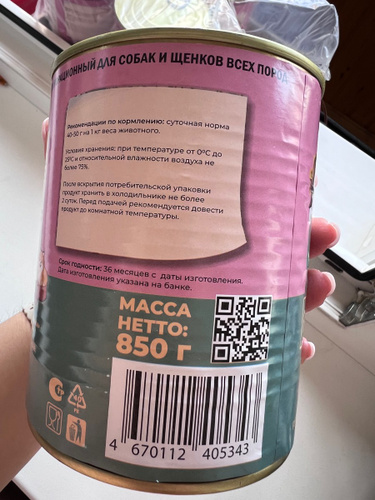 ционный для собак и щенков всех пород
Рекомендации по кормлению: суточная норма
40-50 г на 1 кг веса животного.
Условия хранения: при температуре от 0°С до
25°С и относительной влажности воздуха не
более 75%.
После вскрытия потребительской упаковки
продукт хранить в холодильнике не более
2 суток. Перед подачей рекомендуется довести
продукт до комнатной температуры.
Срок годности: 36 месяцев с даты изготовления.
Дата изготовления указана на банке.
МАССА
НЕТТО:
850 г
40
FE
4 670112 405343